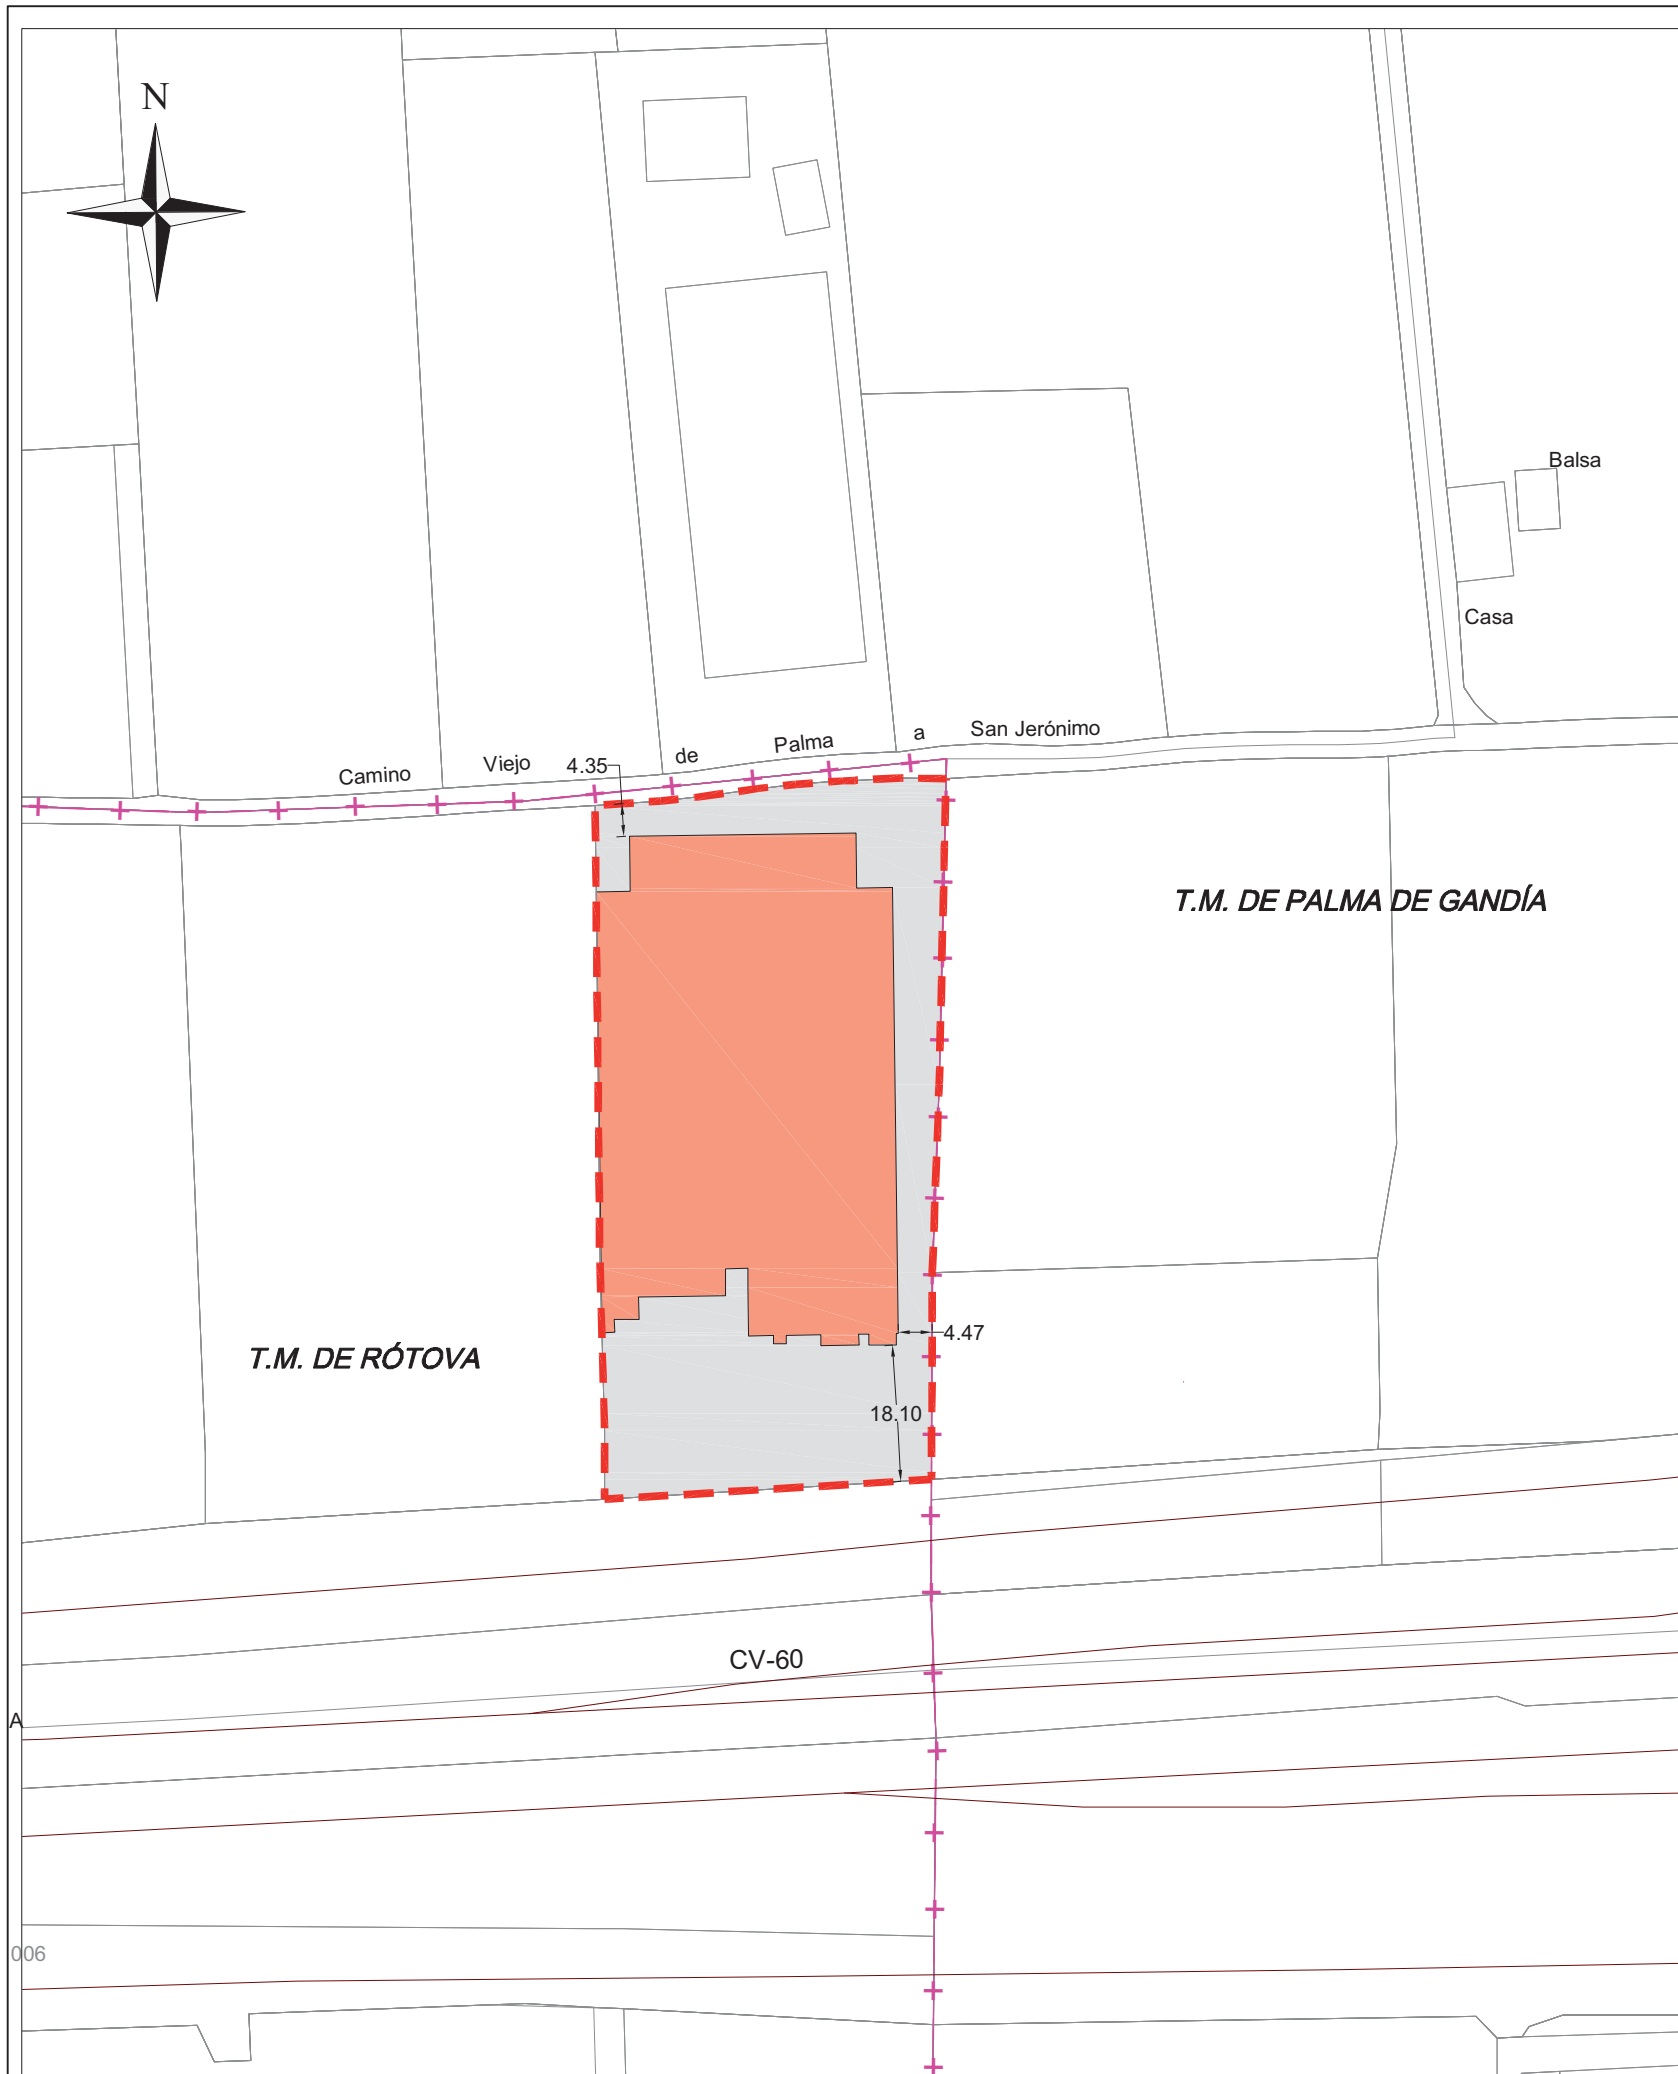 N
Balsa
Casa
Camino Viejo de Palma a San Jerónimo
4.35
T.M. DE PALMA DE GANDÍA
4.47
T.M. DE RÓTOVA
18.10
CV-60
A
006